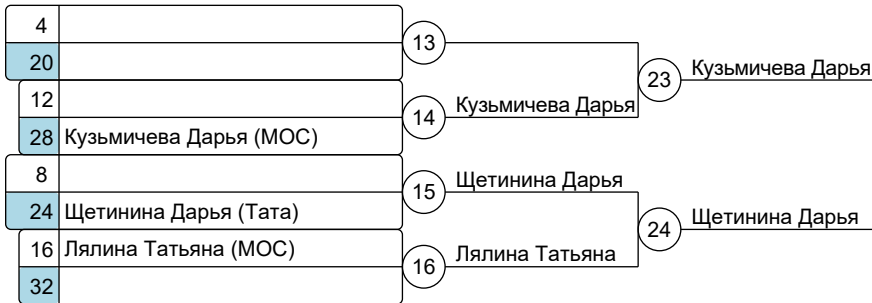 4
13
20
23 Кузьмичева Дарья
12
14 Кузьмичева Дарья
28 Кузьмичева Дарья (МОС)
8
15 Щетинина Дарья
24 Щетинина Дарья (Тата)
24 Щетинина Дарья
16 Лялина Татьяна (МОС)
16 Лялина Татьяна
32